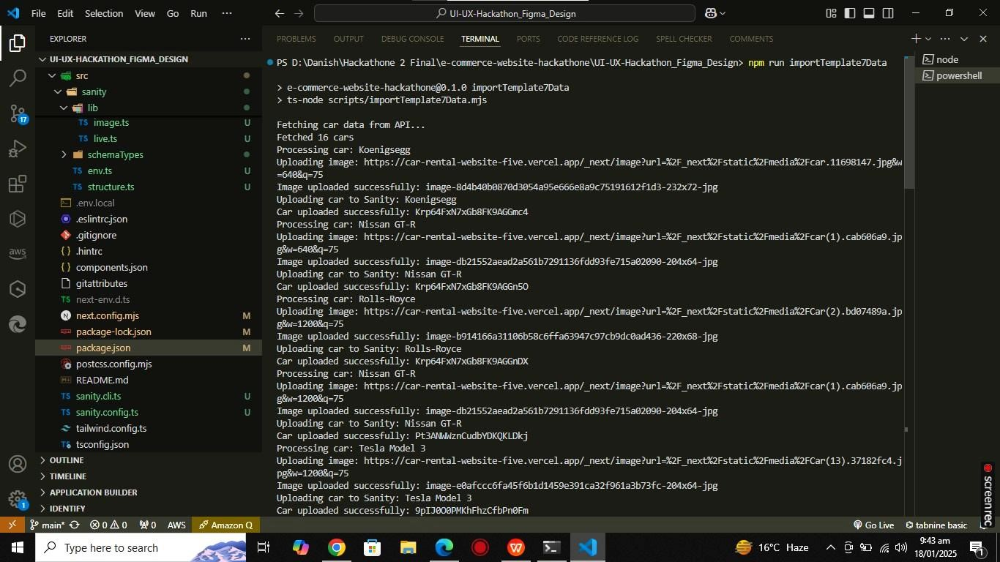 File Edit Selection View Go Run ···
UI-UX-Hackathon_Figma_Design
EXPLORER ···
UI-UX-HACKATHON_FIGMA_DESIGN
src
sanity
lib
TS image.ts U
TS live.ts U
schemaTypes
TS env.ts U
TS structure.ts U
.env.local
.eslintrc.json
.gitignore
{ } .hintrc
{ } components.json
gitattributes
TS next-env.d.ts
N next.config.mjs M
package-lock.json M
package.json M
postcss.config.mjs
README.md
TS sanity.cli.ts U
TS sanity.config.ts U
tailwind.config.ts
TS tsconfig.json
OUTLINE
TIMELINE
APPLICATION BUILDER
IDENTIFY
17
aws
1
PROBLEMS OUTPUT DEBUG CONSOLE TERMINAL PORTS CODE REFERENCE LOG SPELL CHECKER COMMENTS
PS D:\Danish\Hackathone 2 Final\e-commerce-website-hackathone\UI-UX-Hackathon_Figma_Design> npm run importTemplate7Data
> e-commerce-website-hackathone@0.1.0 importTemplate7Data
> ts-node scripts/importTemplate7Data.mjs
Fetching car data from API...
Fetched 16 cars
Processing car: Koenigsegg
Uploading image: https://car-rental-website-five.vercel.app/_next/image?url=%2F_next%2Fstatic%2Fmedia%2Fcar.11698147.jpg&w
=640&q=75
Image uploaded successfully: image-8d4b40b0870d3054a95e666e8a9c75191612f1d3-232x72-jpg
Uploading car to Sanity: Koenigsegg
Car uploaded successfully: Krp64FxN7xGb8FK9AGGmc4
Processing car: Nissan GT-R
Uploading image: https://car-rental-website-five.vercel.app/_next/image?url=%2F_next%2Fstatic%2Fmedia%2Fcar(1).cab606a9.jp
g&w=640&q=75
Image uploaded successfully: image-db21552aead2a561b7291136fdd93fe715a02090-204x64-jpg
Uploading car to Sanity: Nissan GT-R
Car uploaded successfully: Krp64FxN7xGb8FK9AGGn5O
Processing car: Rolls-Royce
Uploading image: https://car-rental-website-five.vercel.app/_next/image?url=%2F_next%2Fstatic%2Fmedia%2FCar(2).bd07489a.jp
g&w=1200&q=75
Image uploaded successfully: image-b914166a31106b58c6ffa63947c97cb9dc0ad436-220x68-jpg
Uploading car to Sanity: Rolls-Royce
Car uploaded successfully: Krp64FxN7xGb8FK9AGGnDX
Processing car: Nissan GT-R
Uploading image: https://car-rental-website-five.vercel.app/_next/image?url=%2F_next%2Fstatic%2Fmedia%2FCar(1).cab606a9.jp
g&w=1200&q=75
Image uploaded successfully: image-db21552aead2a561b7291136fdd93fe715a02090-204x64-jpg
Uploading car to Sanity: Nissan GT-R
Car uploaded successfully: Pt3ANWWznCudbYDKQKLDkj
Processing car: Tesla Model 3
Uploading image: https://car-rental-website-five.vercel.app/_next/image?url=%2F_next%2Fstatic%2Fmedia%2FCar(13).37182fc4.j
pg&w=1200&q=75
Image uploaded successfully: image-e0afccc6fa45f6b1d1459e391ca32f961a3b73fc-204x64-jpg
Uploading car to Sanity: Tesla Model 3
Car uploaded successfully: 9pIJ0O0PMKhFhzCfbPn0Fm
node
powershell
screenrec
main* 0 0 0 AWS Amazon Q Go Live tabnine basic
Type here to search
16°C Haze
9:43 am
18/01/2025
1